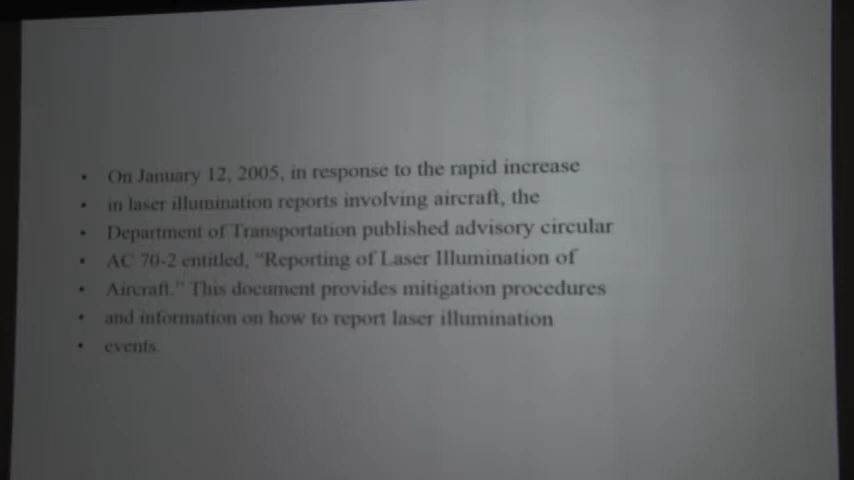 • On January 12, 2005, in response to the rapid increase
• in laser illumination reports involving aircraft, the
• Department of Transportation published advisory circular
• AC 70-2 entitled, “Reporting of Laser Illumination of
• Aircraft.” This document provides mitigation procedures
• and information on how to report laser illumination
• events.